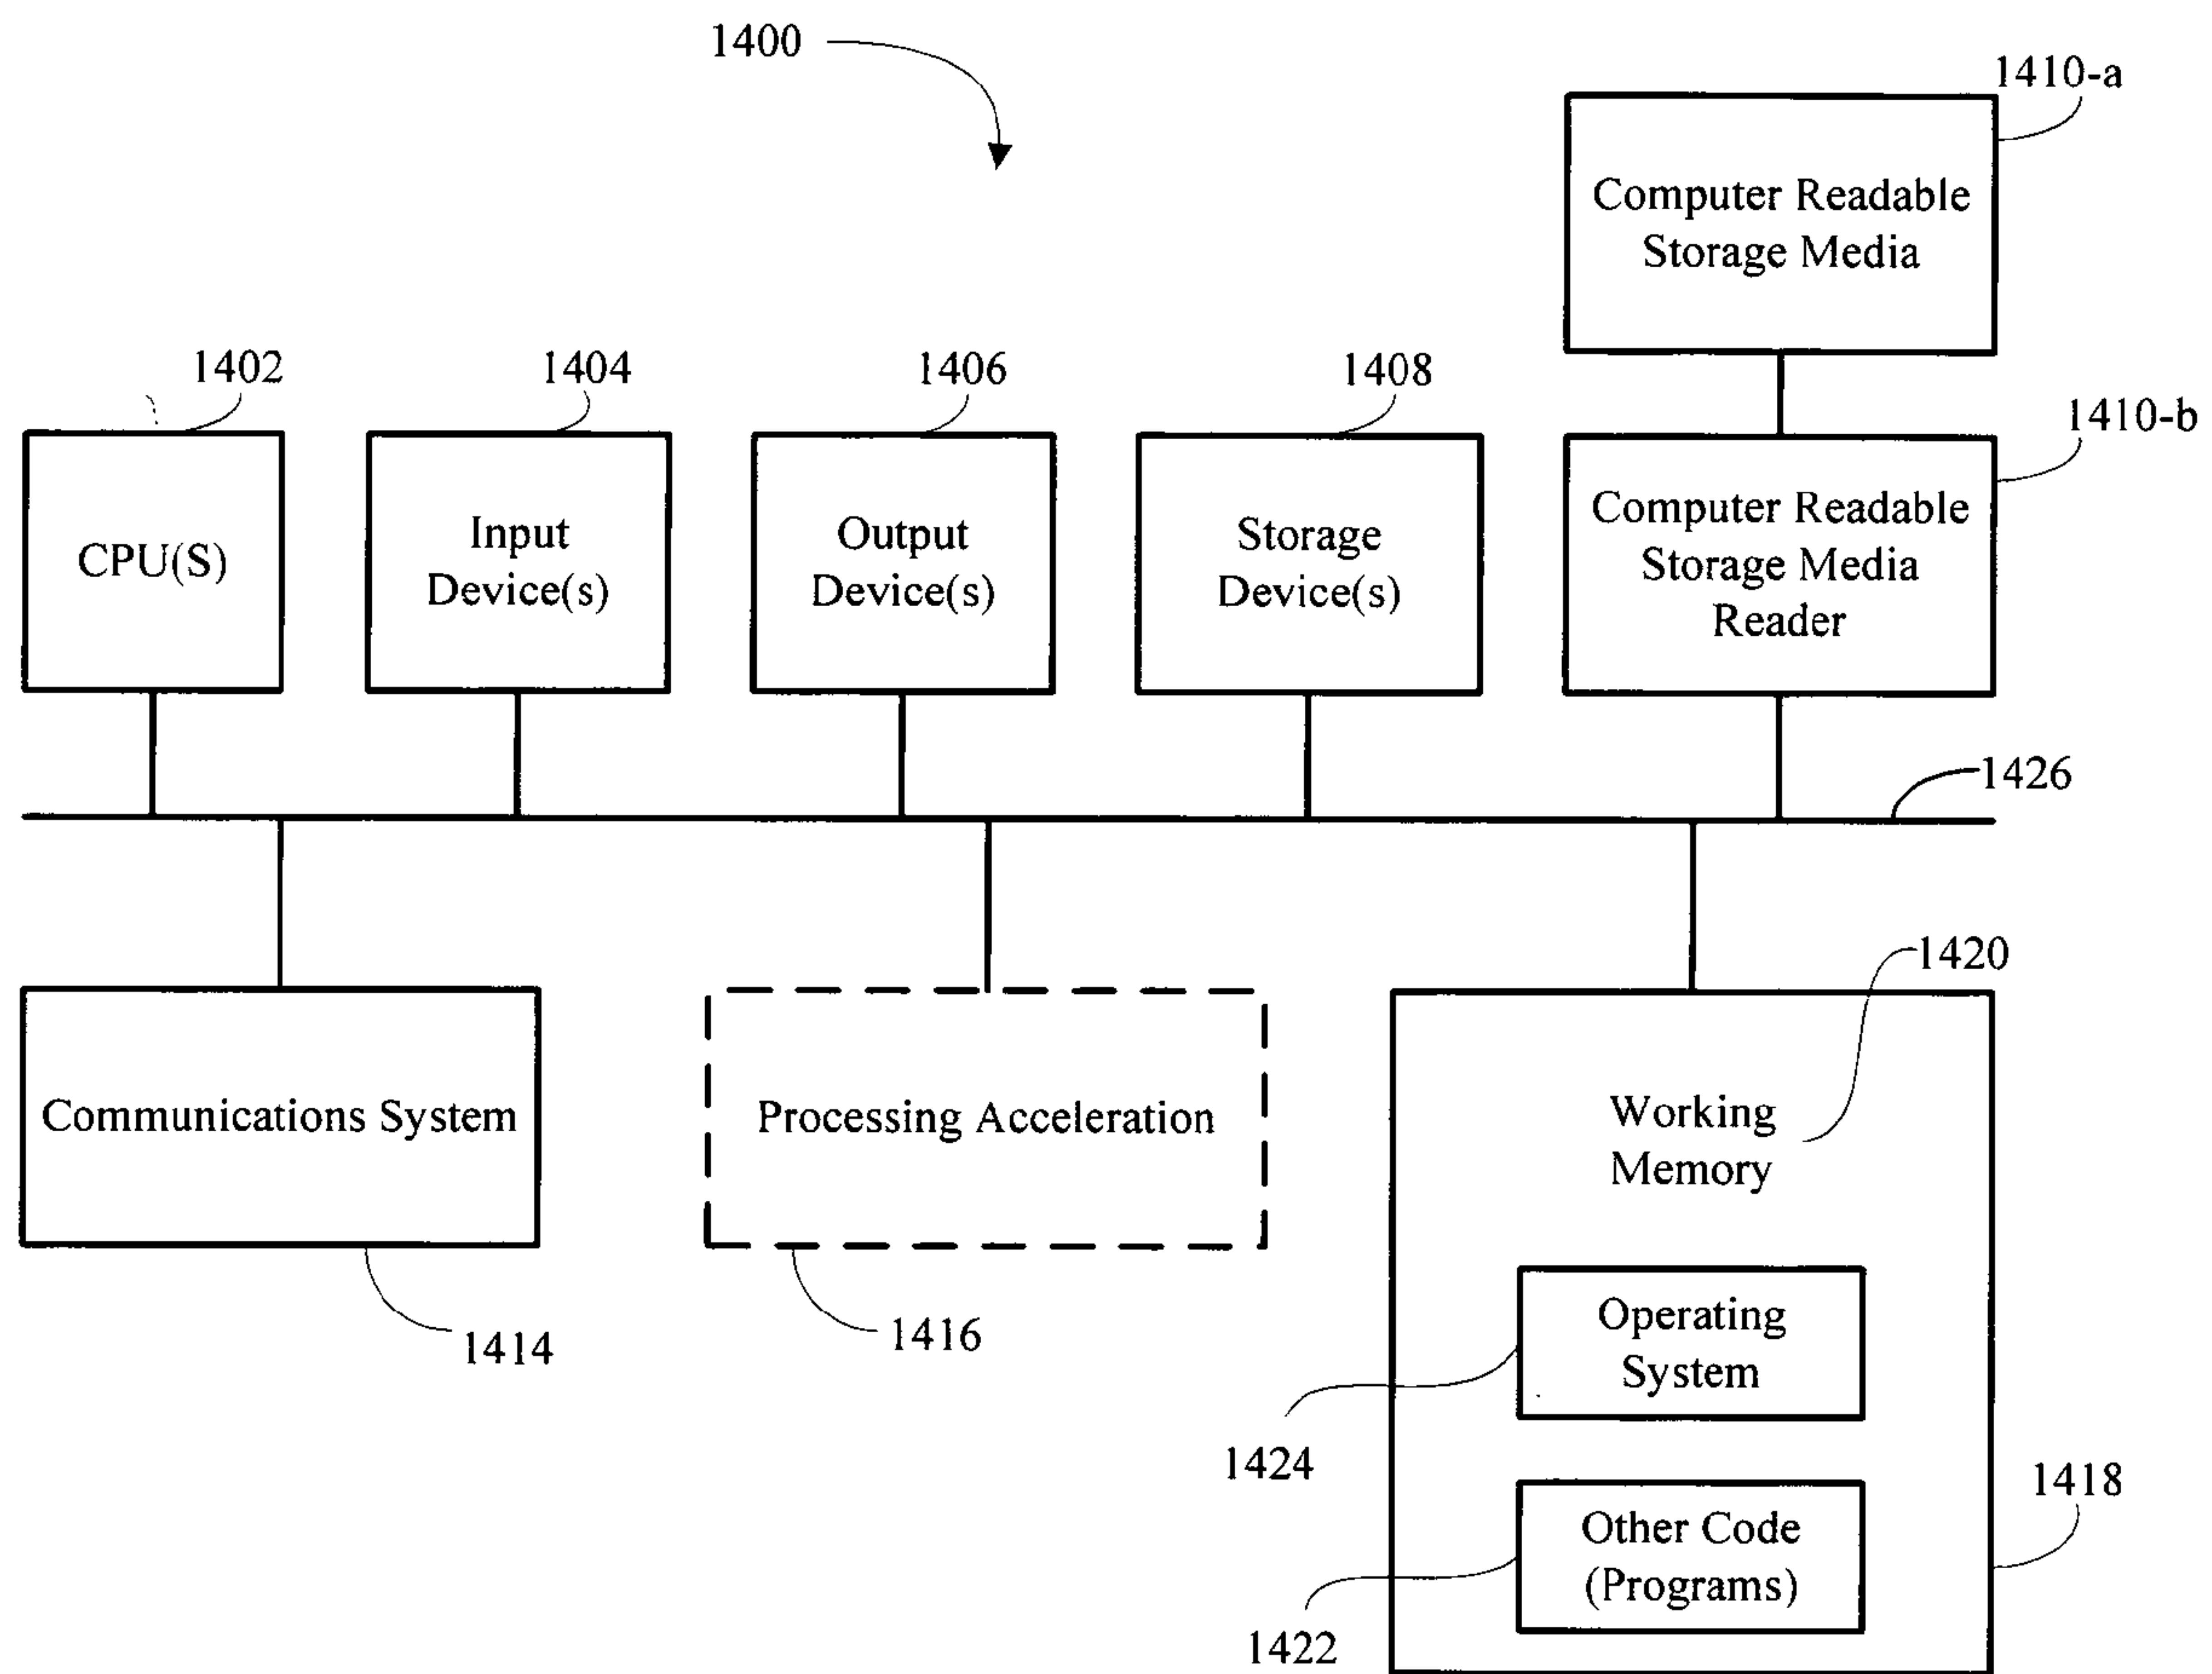 1400
1410-a
Computer Readable
Storage Media
1402
1404
1406
1408
1410-b
CPU(S)
Input
Device(s)
Output
Device(s)
Storage
Device(s)
Computer Readable
Storage Media
Reader
1426
1420
Communications System
Processing Acceleration
Working
Memory
1414
1416
Operating
System
1424
1418
Other Code
(Programs)
1422